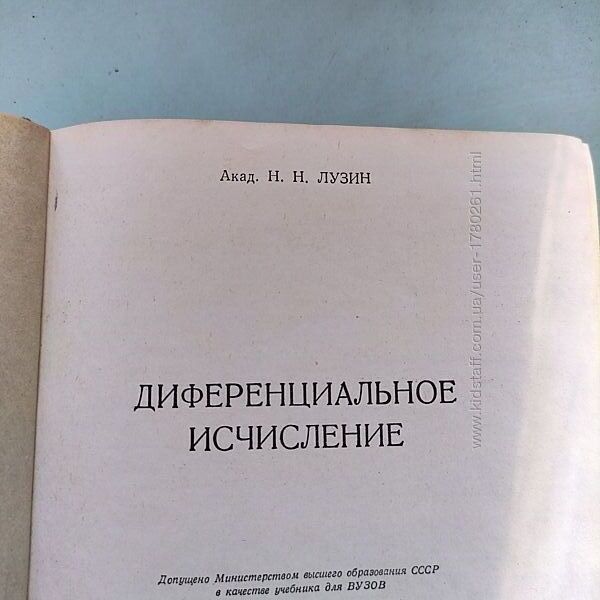 Акад. Н. Н. ЛУЗИН
ДИФЕРЕНЦИАЛЬНОЕ
ИСЧИСЛЕНИЕ
Допущено Министерством высшего образования СССР
в качестве учебника для ВУЗОВ
www.kidstaff.com.ua/user-1780261.html